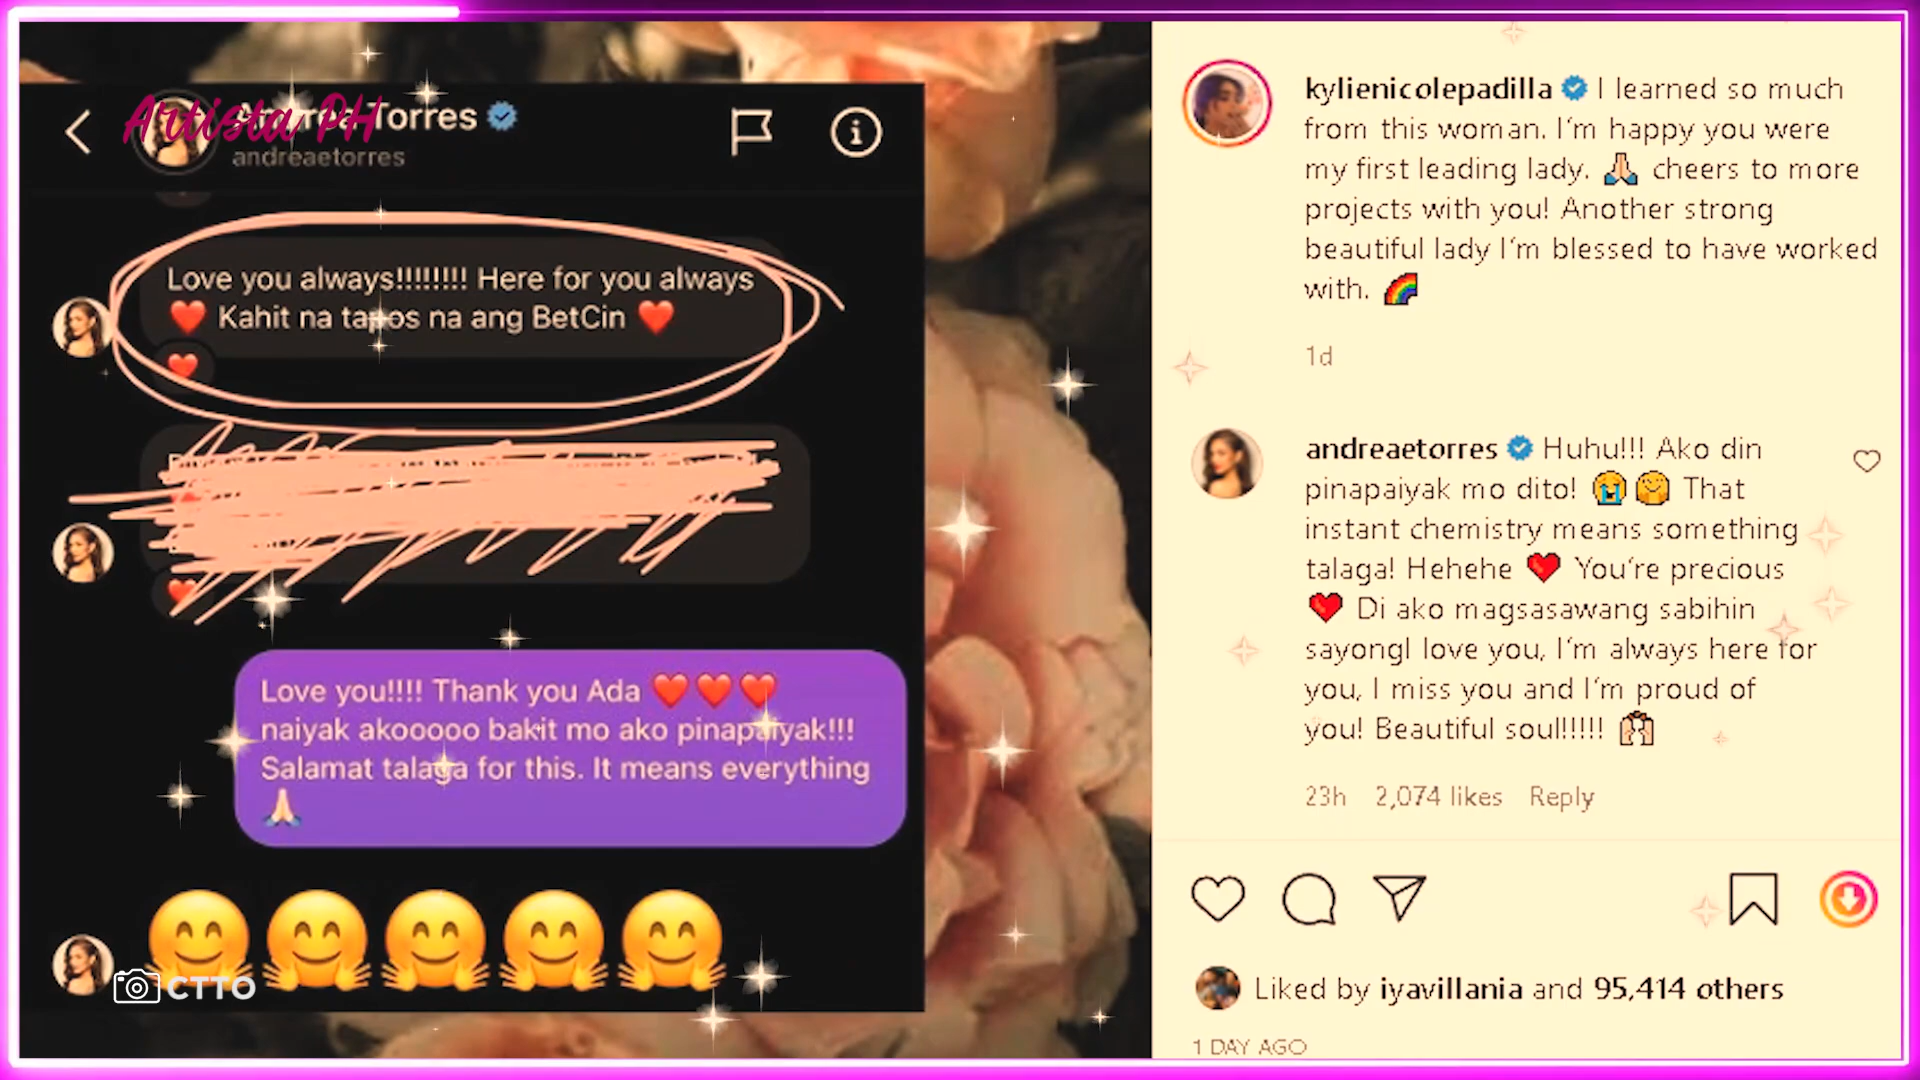 Artista PH
Andrea Torres
andreaetorres
Love you always!!!!!!!! Here for you always
❤️ Kahit na tapos na ang BetCin ❤️
Love you!!!! Thank you Ada ❤️❤️❤️
naiyak akooooo bakit mo ako pinapaiyak!!!
Salamat talaga for this. It means everything
🙏
🤗🤗🤗🤗🤗
CTTO
kylienicolepadilla I learned so much
from this woman. I'm happy you were
my first leading lady. 🙏 cheers to more
projects with you! Another strong
beautiful lady I'm blessed to have worked
with. 🌈
1d
andreaetorres Huhu!!! Ako din
pinapaiyak mo dito! 😭🤗 That
instant chemistry means something
talaga! Hehehe ❤️ You're precious
❤️ Di ako magsasawang sabihin
sayongI love you, I'm always here for
you, I miss you and I'm proud of
you! Beautiful soul!!!!! 🙌
23h 2,074 likes Reply
Liked by iyavillania and 95,414 others
1 DAY AGO